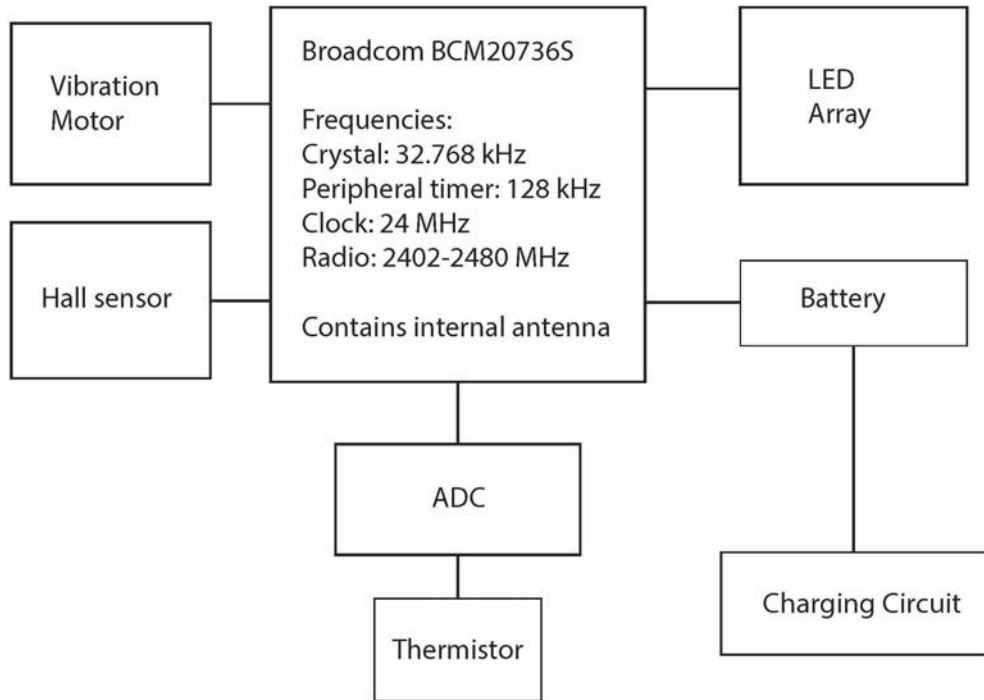 Vibration
Motor
Hall sensor
Broadcom BCM20736S
Frequencies:
Crystal: 32.768 kHz
Peripheral timer: 128 kHz
Clock: 24 MHz
Radio: 2402-2480 MHz
Contains internal antenna
LED
Array
Battery
ADC
Charging Circuit
Thermistor